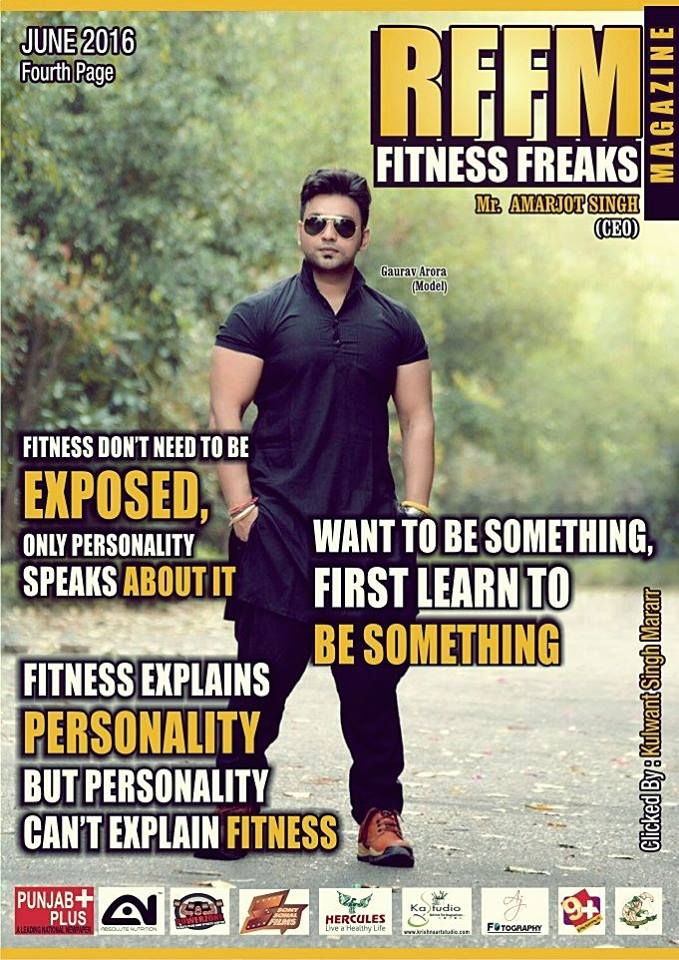 JUNE 2016
Fourth Page
RFFM
FITNESS FREAKS
MAGAZINE
Mr. AMARJOT SINGH
(CEO)
Gaurav Arora
(Model)
FITNESS DON'T NEED TO BE
EXPOSED,
ONLY PERSONALITY
SPEAKS ABOUT IT
WANT TO BE SOMETHING,
FIRST LEARN TO
BE SOMETHING
FITNESS EXPLAINS
PERSONALITY
BUT PERSONALITY
CAN'T EXPLAIN FITNESS
Clicked By : Kulwant Singh Mararr
PUNJAB+
PLUS
A LEADING NATIONAL NEWSPAPER
ABSOLUTE NUTRITION
POWERZONE
FILMS
HERCULES
Live a Healthy Life
Ka Studio
www.krishnaartstudio.com
Aj
FOTOGRAPHY
9+